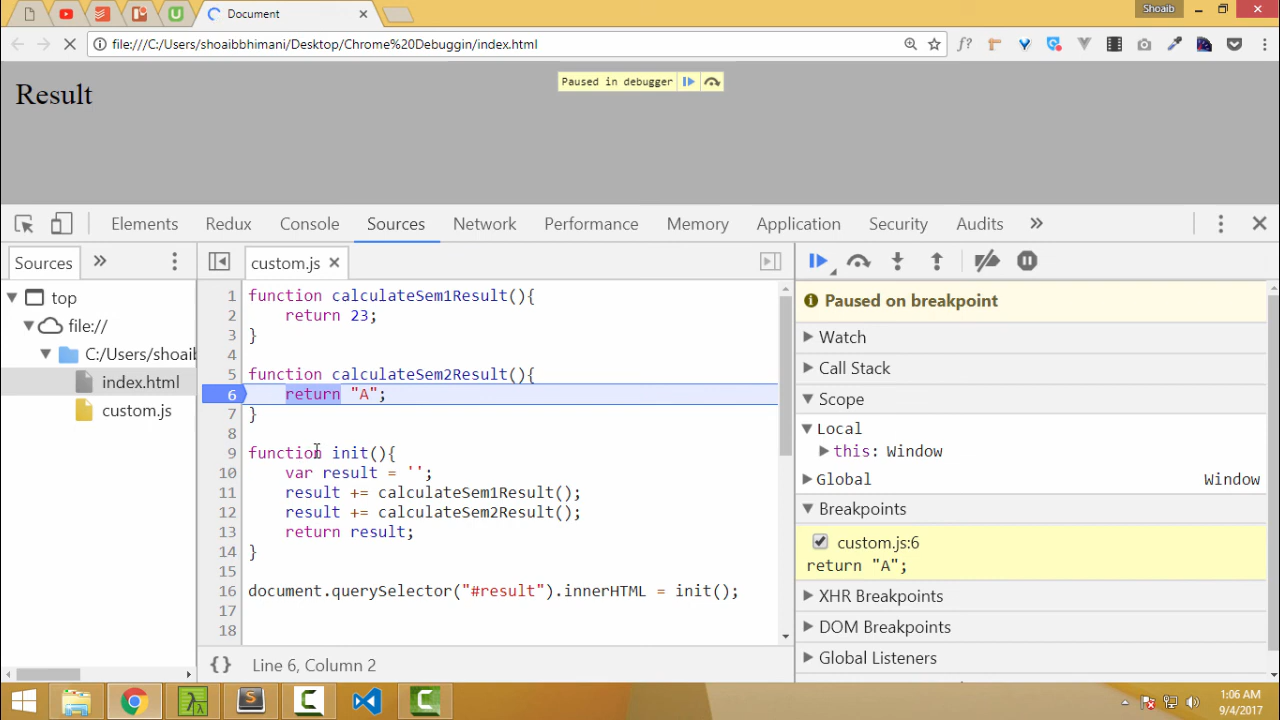 Document
Shoaib
file:///C:/Users/shoaibbhimani/Desktop/Chrome%20Debuggin/index.html
f?
Result
Paused in debugger
Elements Redux Console Sources Network Performance Memory Application Security Audits »
Sources »
custom.js
top
file://
C:/Users/shoaib
index.html
custom.js
1 function calculateSem1Result(){
2 return 23;
3 }
4
5 function calculateSem2Result(){
6 return "A";
7 }
8
9 function init(){
10 var result = '';
11 result += calculateSem1Result();
12 result += calculateSem2Result();
13 return result;
14 }
15
16 document.querySelector("#result").innerHTML = init();
17
18
{} Line 6, Column 2
Paused on breakpoint
Watch
Call Stack
Scope
Local
this: Window
Global Window
Breakpoints
custom.js:6
return "A";
XHR Breakpoints
DOM Breakpoints
Global Listeners
1:06 AM
9/4/2017